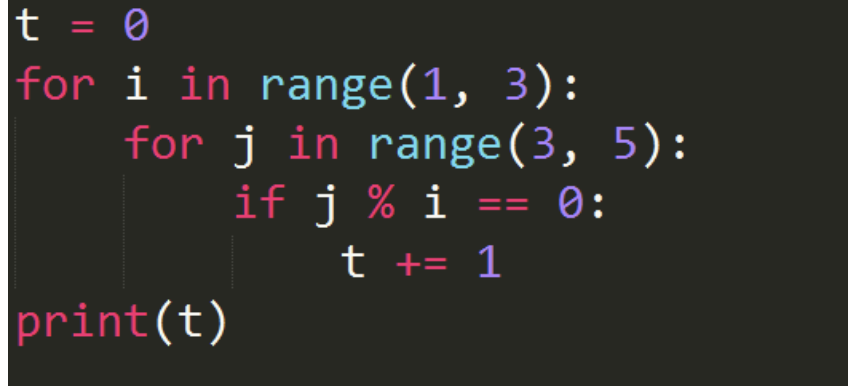 t = 0
for i in range(1, 3):
    for j in range(3, 5):
        if j % i == 0:
            t += 1
print(t)